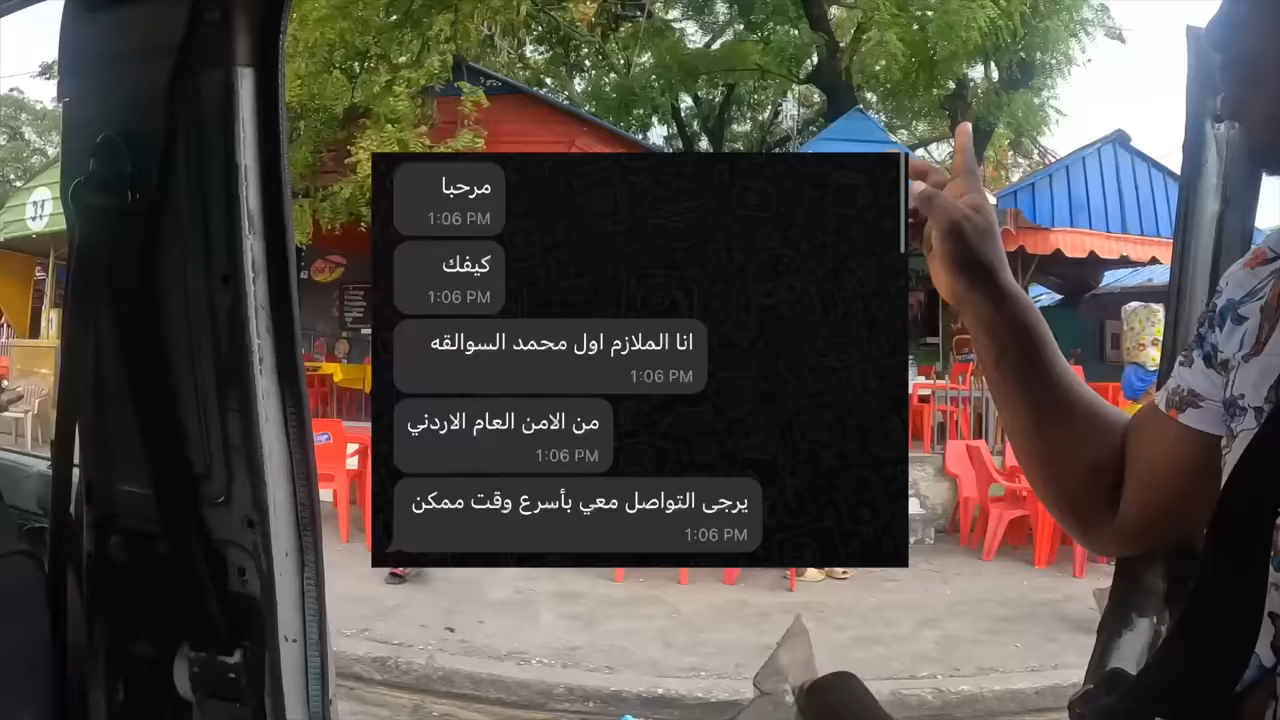 31
مرحبا
1:06 PM
كيفك
1:06 PM
انا الملازم اول محمد السوالقه
1:06 PM
من الامن العام الاردني
1:06 PM
يرجى التواصل معي بأسرع وقت ممكن
1:06 PM